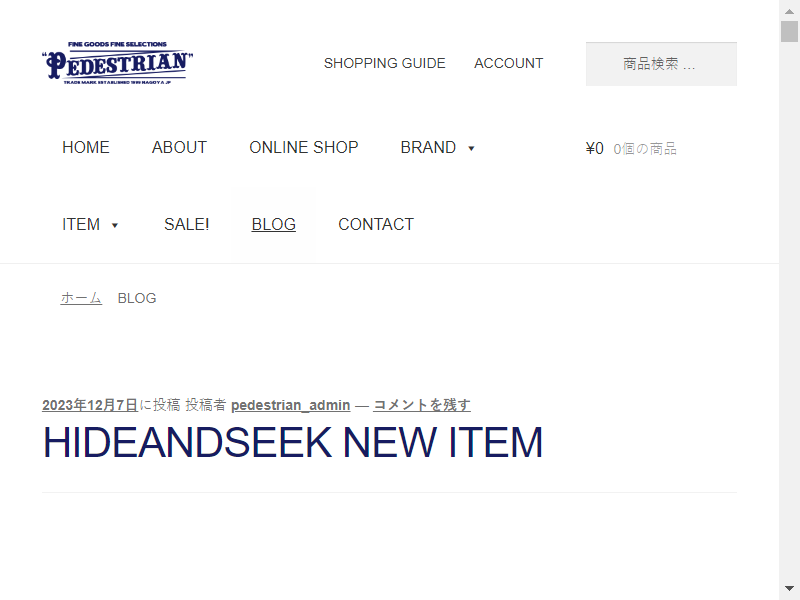 FINE GOODS FINE SELECTIONS
"PEDESTRIAN"
TRADE MARK. ESTABLISHED 1999 NAGOYA JP
SHOPPING GUIDE ACCOUNT 商品検索 …
HOME ABOUT ONLINE SHOP BRAND ¥0 0個の商品
ITEM SALE! BLOG CONTACT
ホーム BLOG
2023年12月7日に投稿 投稿者 pedestrian_admin — コメントを残す
HIDEANDSEEK NEW ITEM